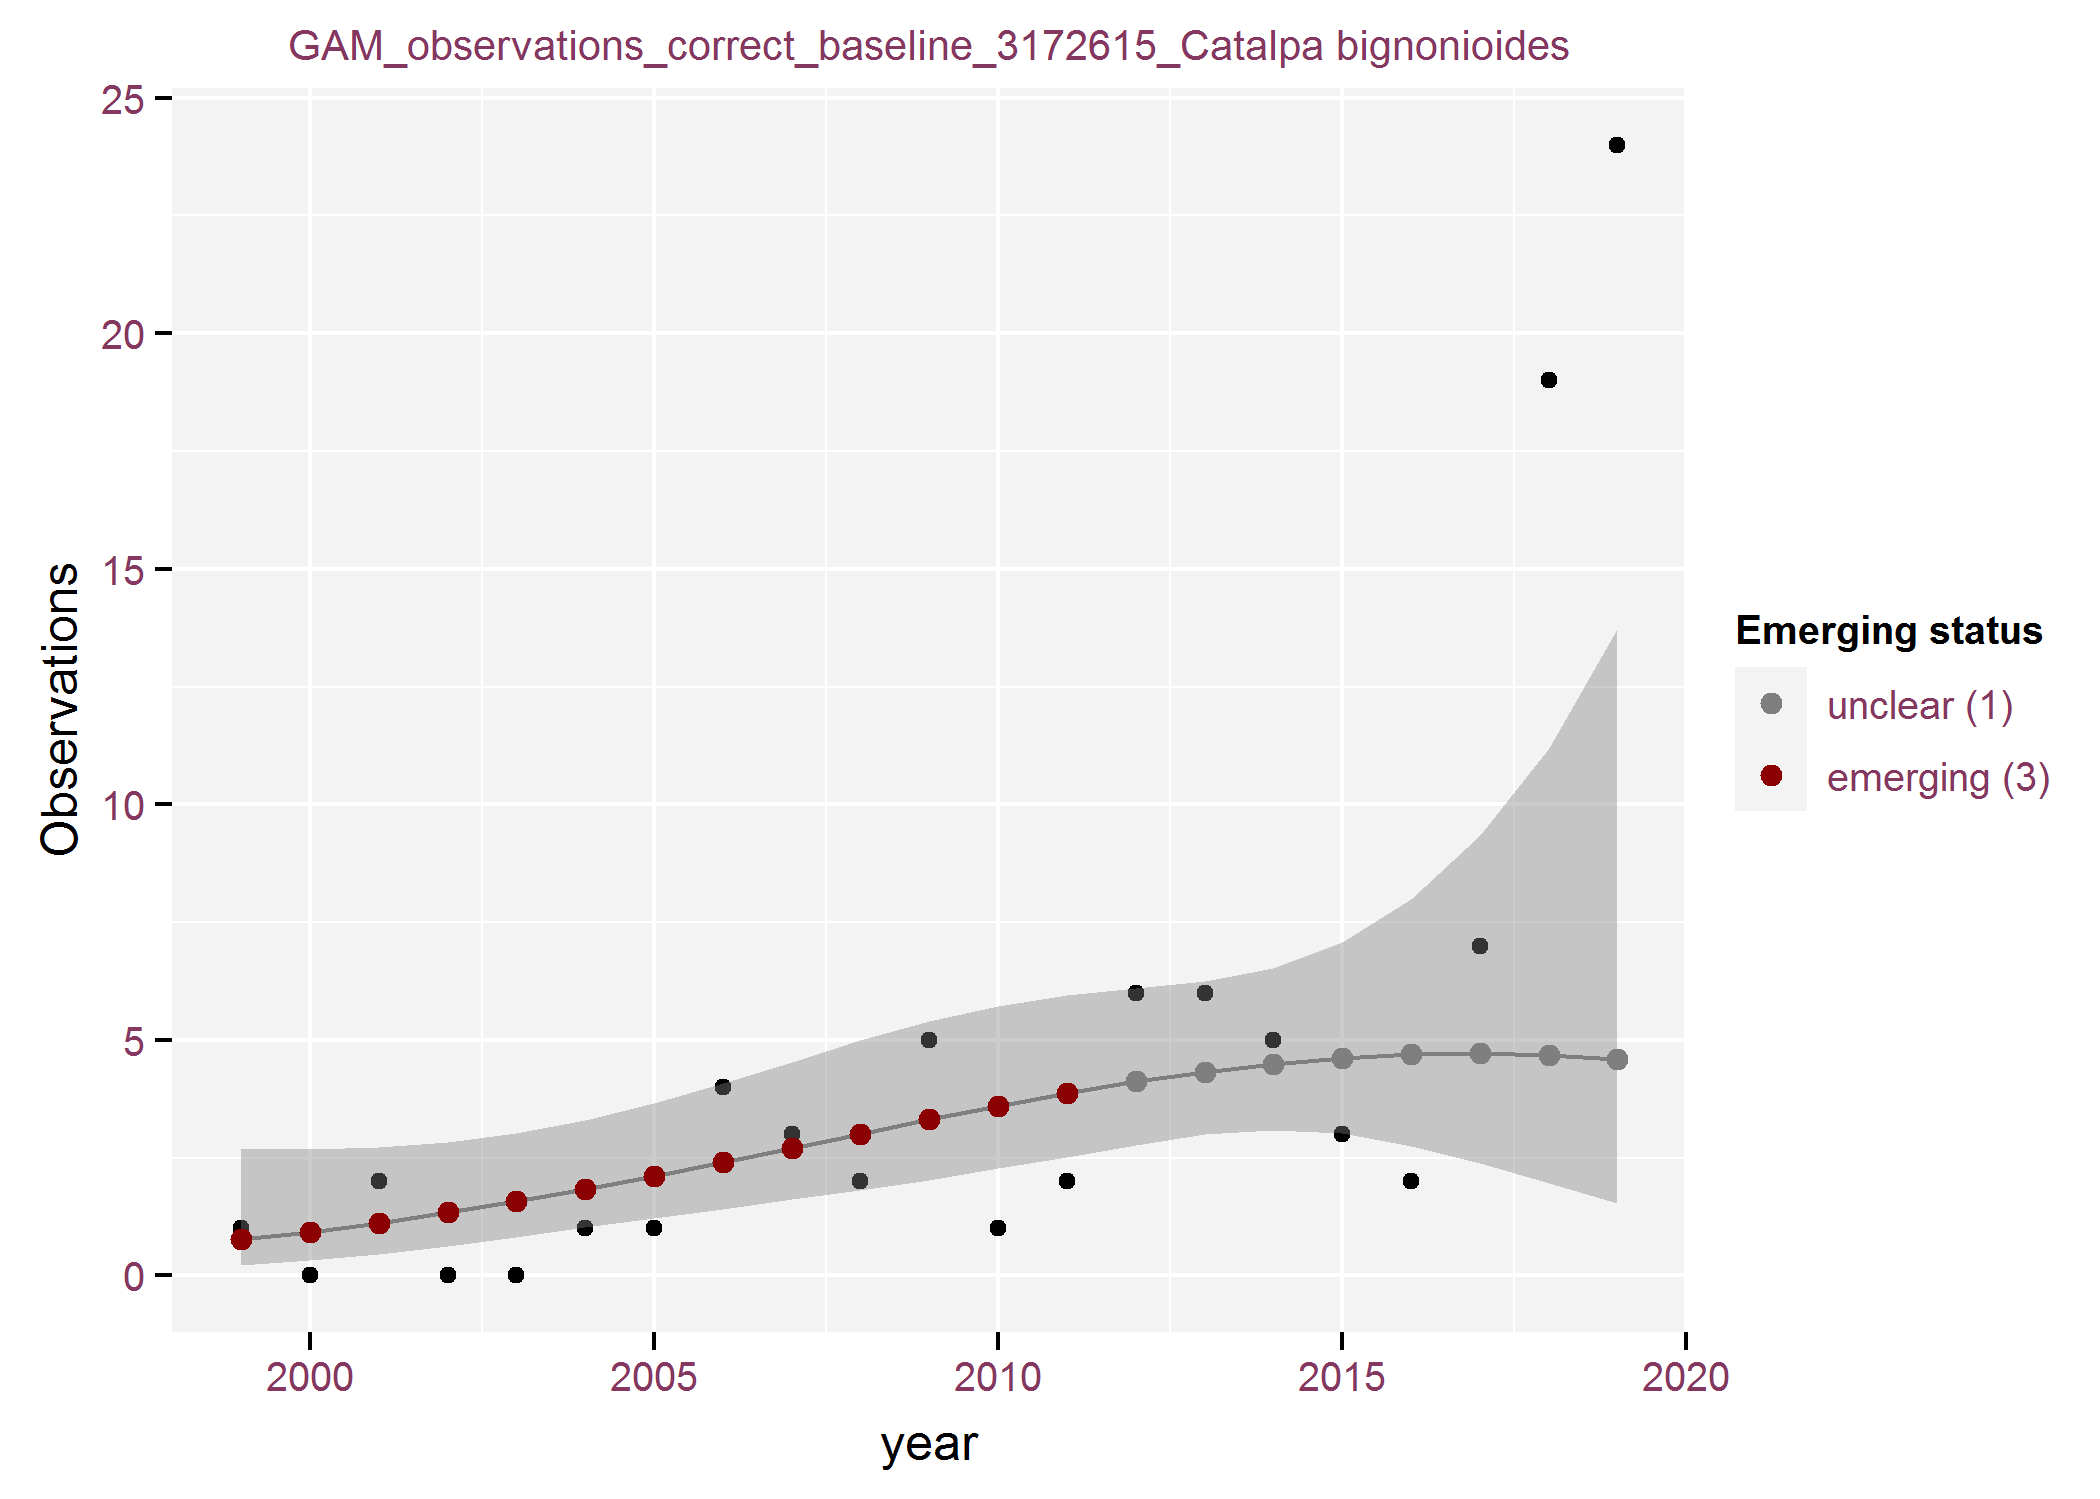 GAM_observations_correct_baseline_3172615_Catalpa bignonioides
25
20
15
10
5
0
Observations
2000 2005 2010 2015 2020
year
Emerging status
unclear (1)
emerging (3)